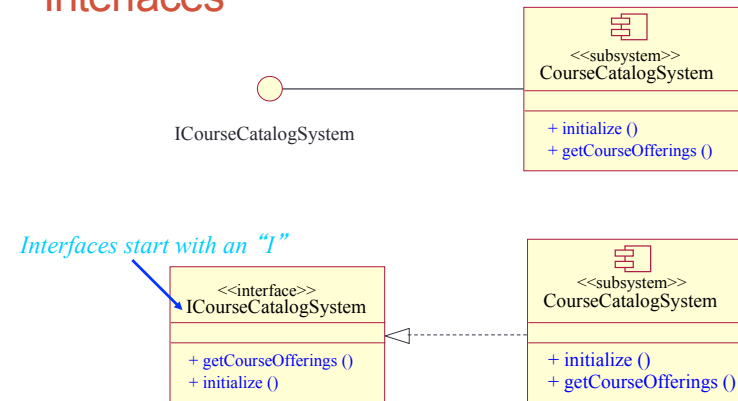 Interfaces
<<subsystem>>
CourseCatalogSystem
ICourseCatalogSystem
+ initialize ()
+ getCourseOfferings ()
Interfaces start with an “I”
<<interface>>
ICourseCatalogSystem
+ getCourseOfferings ()
+ initialize ()
<<subsystem>>
CourseCatalogSystem
+ initialize ()
+ getCourseOfferings ()